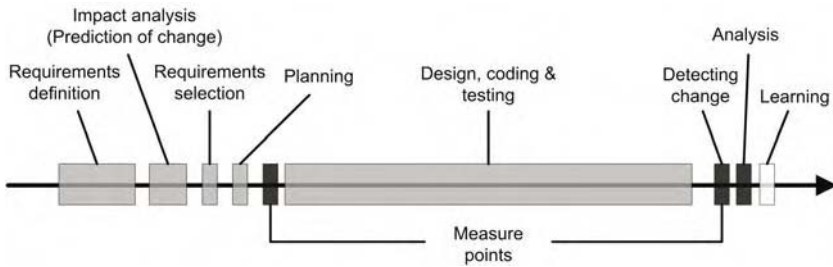 Impact analysis
(Prediction of change)
Requirements
definition
Requirements
selection
Planning
Design, coding &
testing
Detecting
change
Analysis
Learning
Measure
points